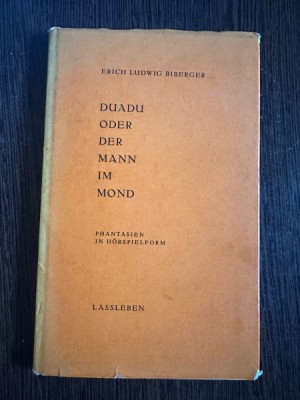 ERICH LUDWIG BIBERGER
DUADU
ODER
DER
MANN
IM
MOND
PHANTASIEN
IN HÖRSPIELFORM
LASSLEBEN